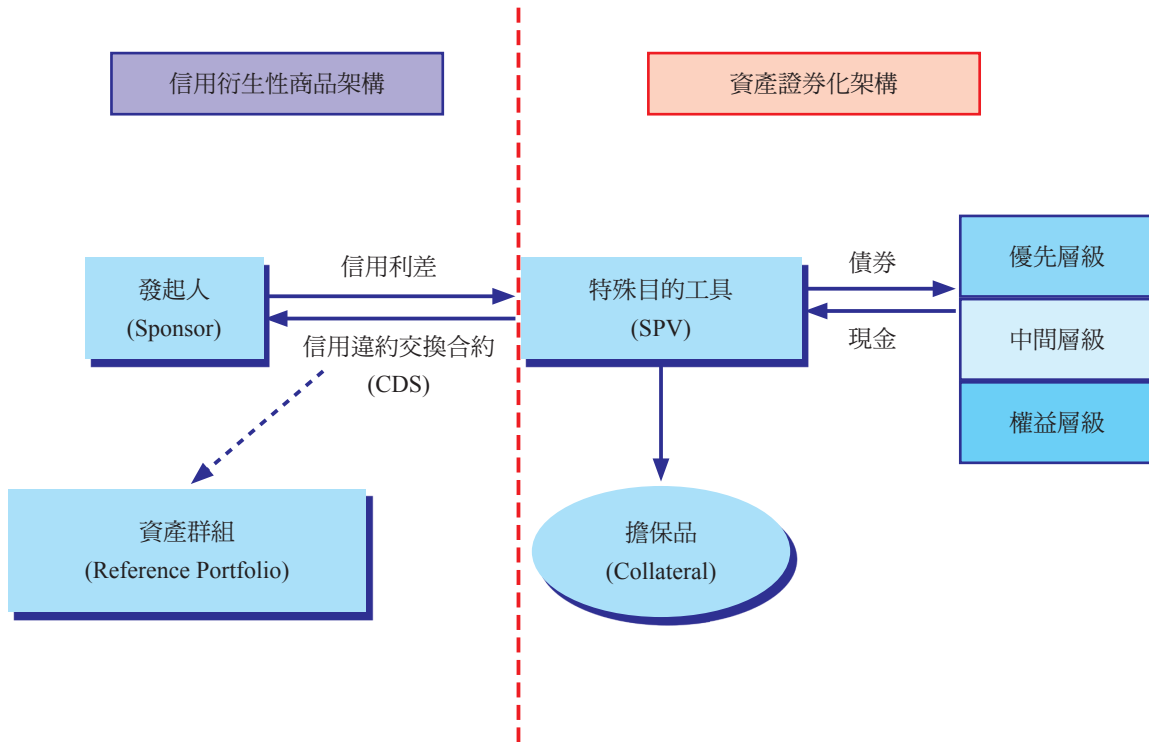 信用衍生性商品架構
資產證券化架構
發起人
(Sponsor)
信用利差
信用違約交換合約
(CDS)
特殊目的工具
(SPV)
債券
現金
優先層級
中間層級
權益層級
資產群組
(Reference Portfolio)
擔保品
(Collateral)